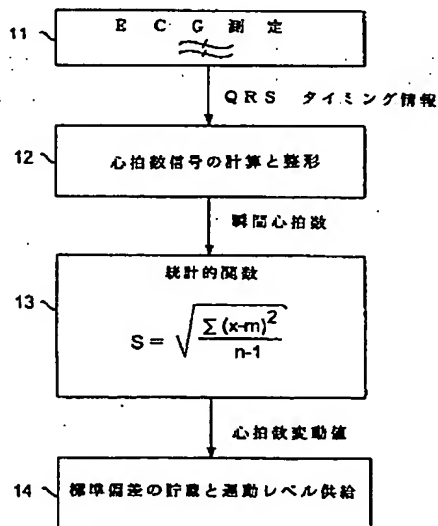 11
E C G 測 定
QRS タイミング情報
12
心拍数信号の計算と整形
瞬間心拍数
13
統計的関数
S = √(Σ(x-m)²/(n-1))
心拍数変動値
14
標準偏差の貯蔵と運動レベル供給